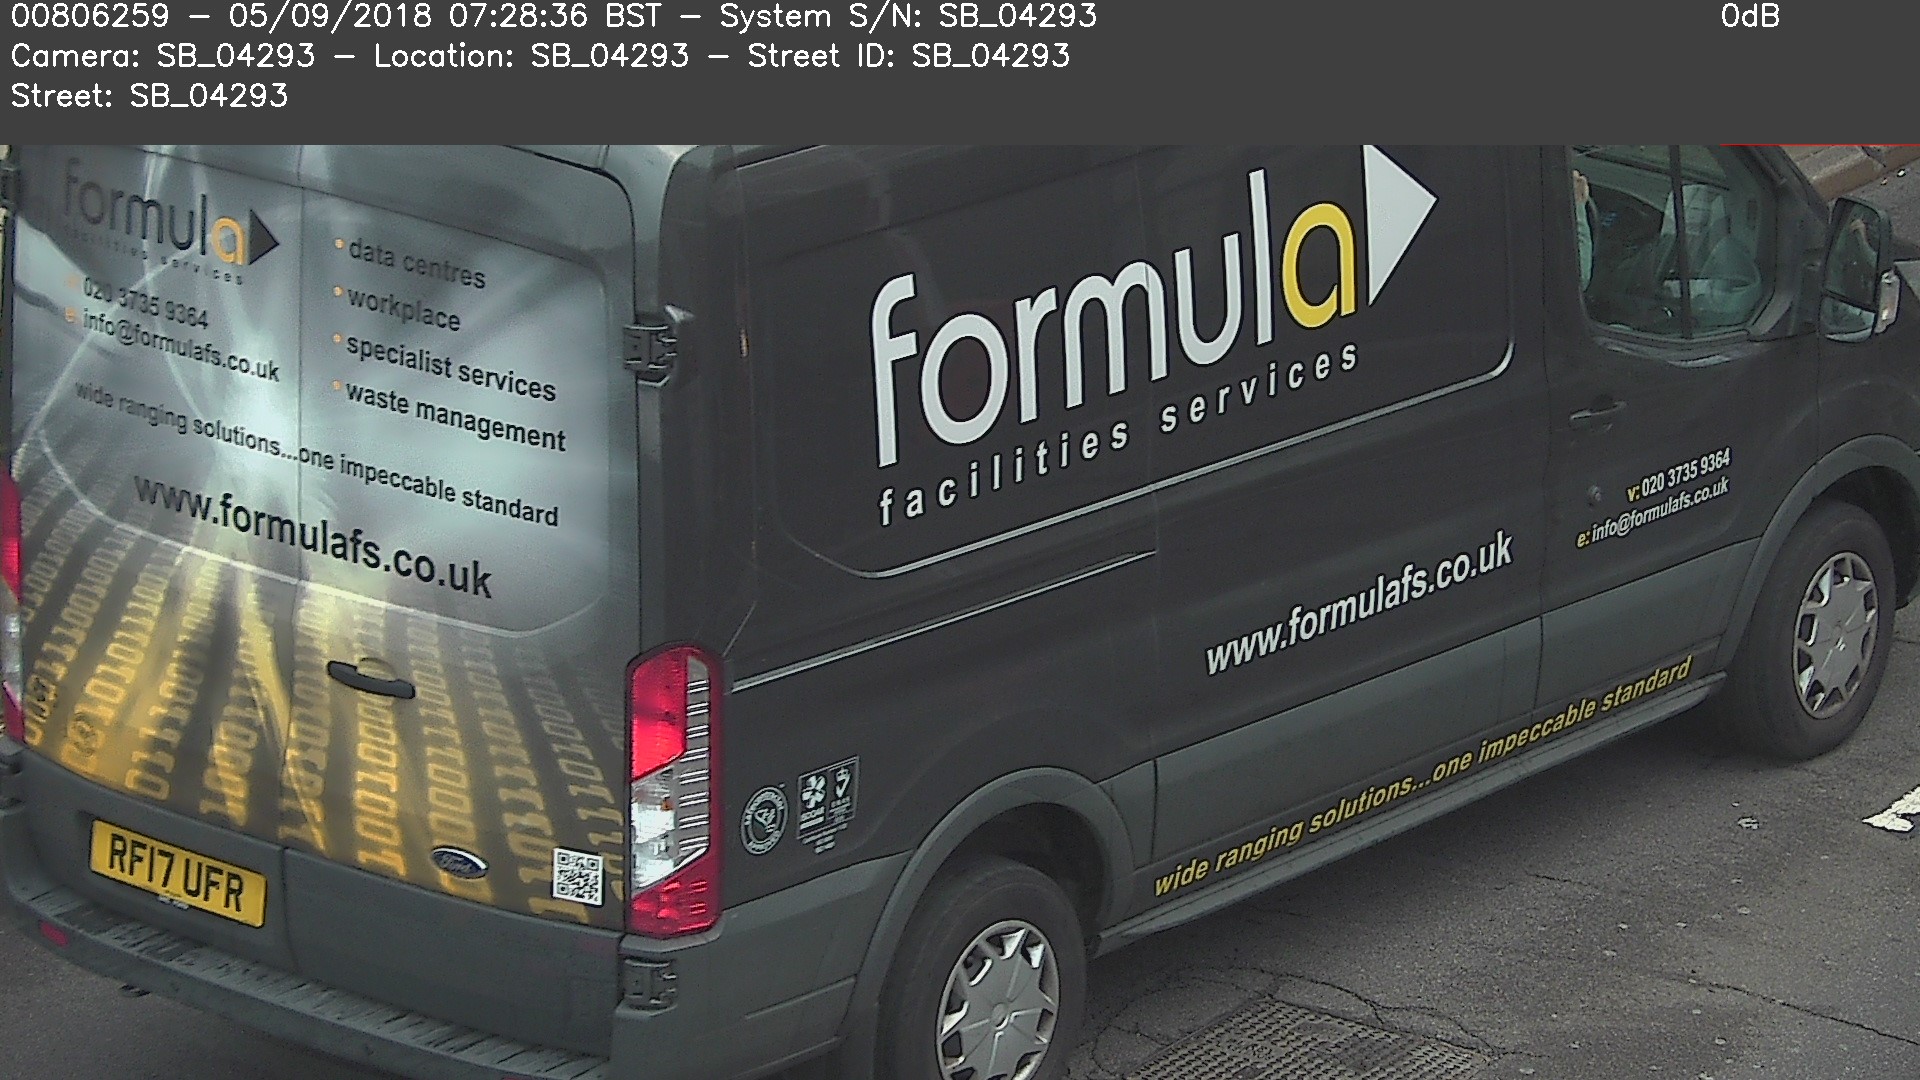 00806259 – 05/09/2018 07:28:36 BST – System S/N: SB_04293
0dB
Camera: SB_04293 – Location: SB_04293 – Street ID: SB_04293
Street: SB_04293
formula
facilities services
020 3735 9364
e: info@formulafs.co.uk
• data centres
• workplace
• specialist services
• waste management
wide ranging solutions...one impeccable standard
www.formulafs.co.uk
RF17 UFR
Ford
formula
facilities services
v: 020 3735 9364
e: info@formulafs.co.uk
www.formulafs.co.uk
wide ranging solutions...one impeccable standard